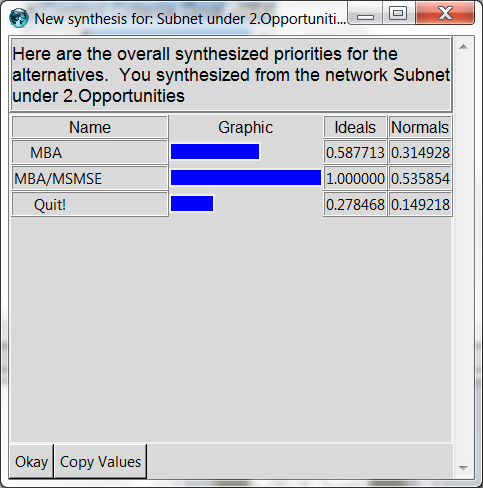 New synthesis for: Subnet under 2.Opportuniti...
Here are the overall synthesized priorities for the
alternatives.  You synthesized from the network Subnet
under 2.Opportunities
Name Graphic Ideals Normals
MBA 0.587713 0.314928
MBA/MSMSE 1.000000 0.535854
Quit! 0.278468 0.149218
Okay Copy Values